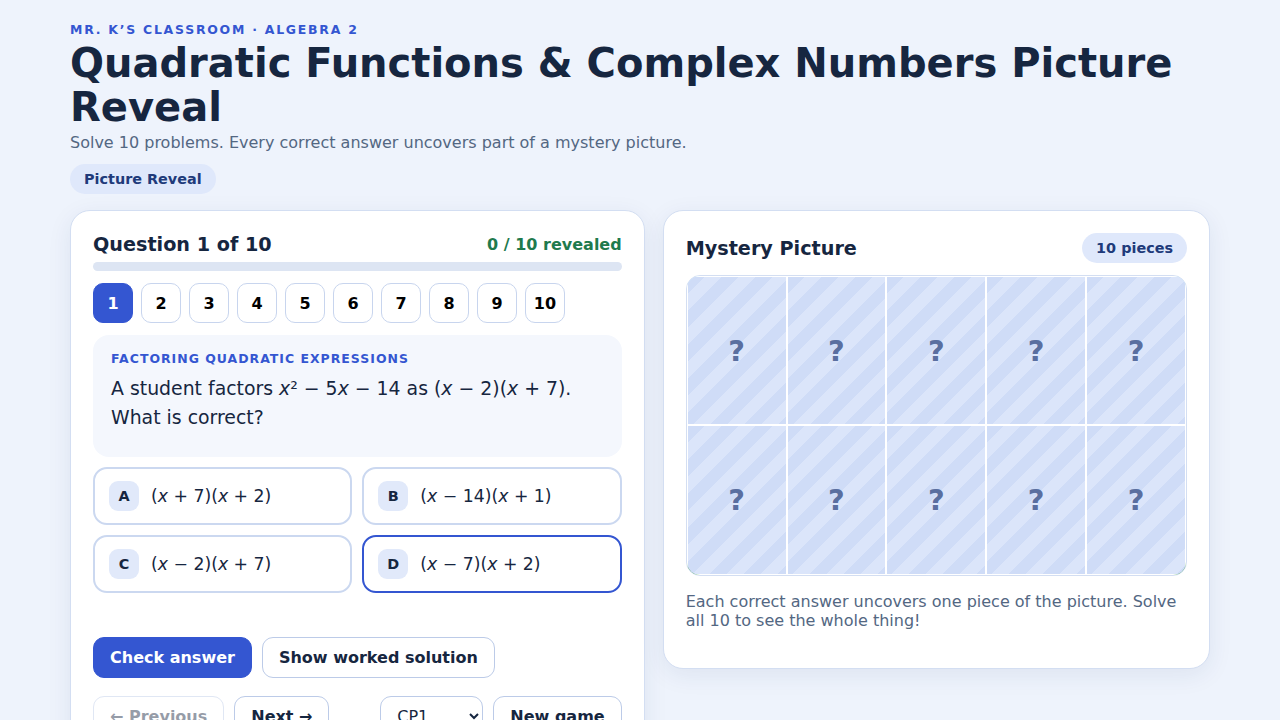 MR. K’S CLASSROOM · ALGEBRA 2
Quadratic Functions & Complex Numbers Picture
Reveal
Solve 10 problems. Every correct answer uncovers part of a mystery picture.
Picture Reveal
Question 1 of 10
0 / 10 revealed
1 2 3 4 5 6 7 8 9 10
FACTORING QUADRATIC EXPRESSIONS
A student factors x² − 5x − 14 as (x − 2)(x + 7).
What is correct?
A (x + 7)(x + 2)
B (x − 14)(x + 1)
C (x − 2)(x + 7)
D (x − 7)(x + 2)
Check answer
Show worked solution
← Previous
Next →
CP1
New game
Mystery Picture
10 pieces
? ? ? ? ?
? ? ? ? ?
Each correct answer uncovers one piece of the picture. Solve
all 10 to see the whole thing!